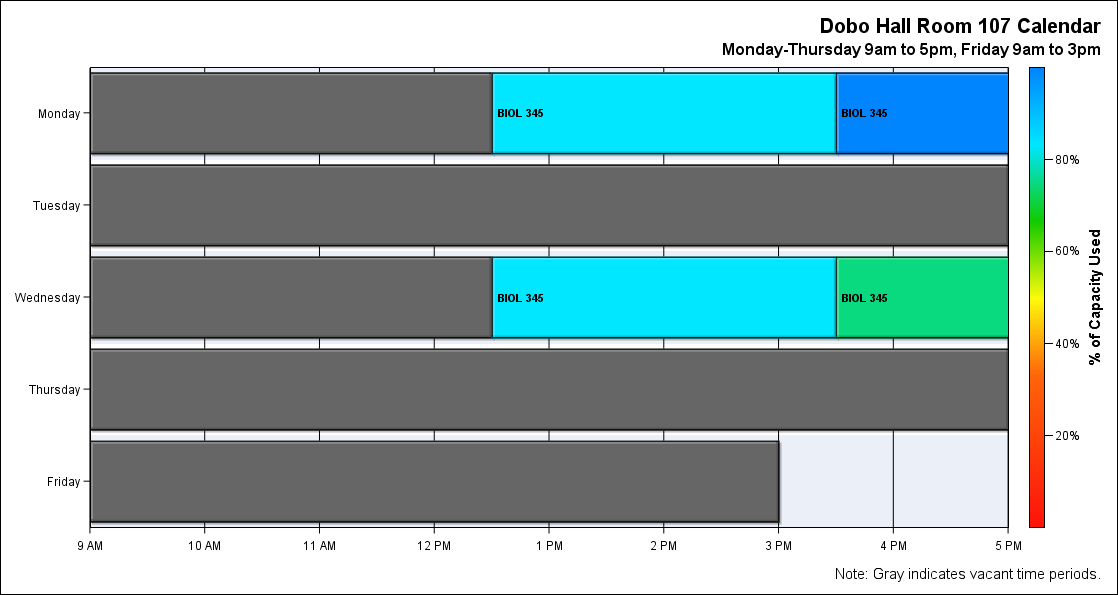 Dobo Hall Room 107 Calendar
Monday-Thursday 9am to 5pm, Friday 9am to 3pm
Monday
BIOL 345
BIOL 345
Tuesday
Wednesday
BIOL 345
BIOL 345
Thursday
Friday
9 AM
10 AM
11 AM
12 PM
1 PM
2 PM
3 PM
4 PM
5 PM
80%
60%
40%
20%
% of Capacity Used
Note: Gray indicates vacant time periods.